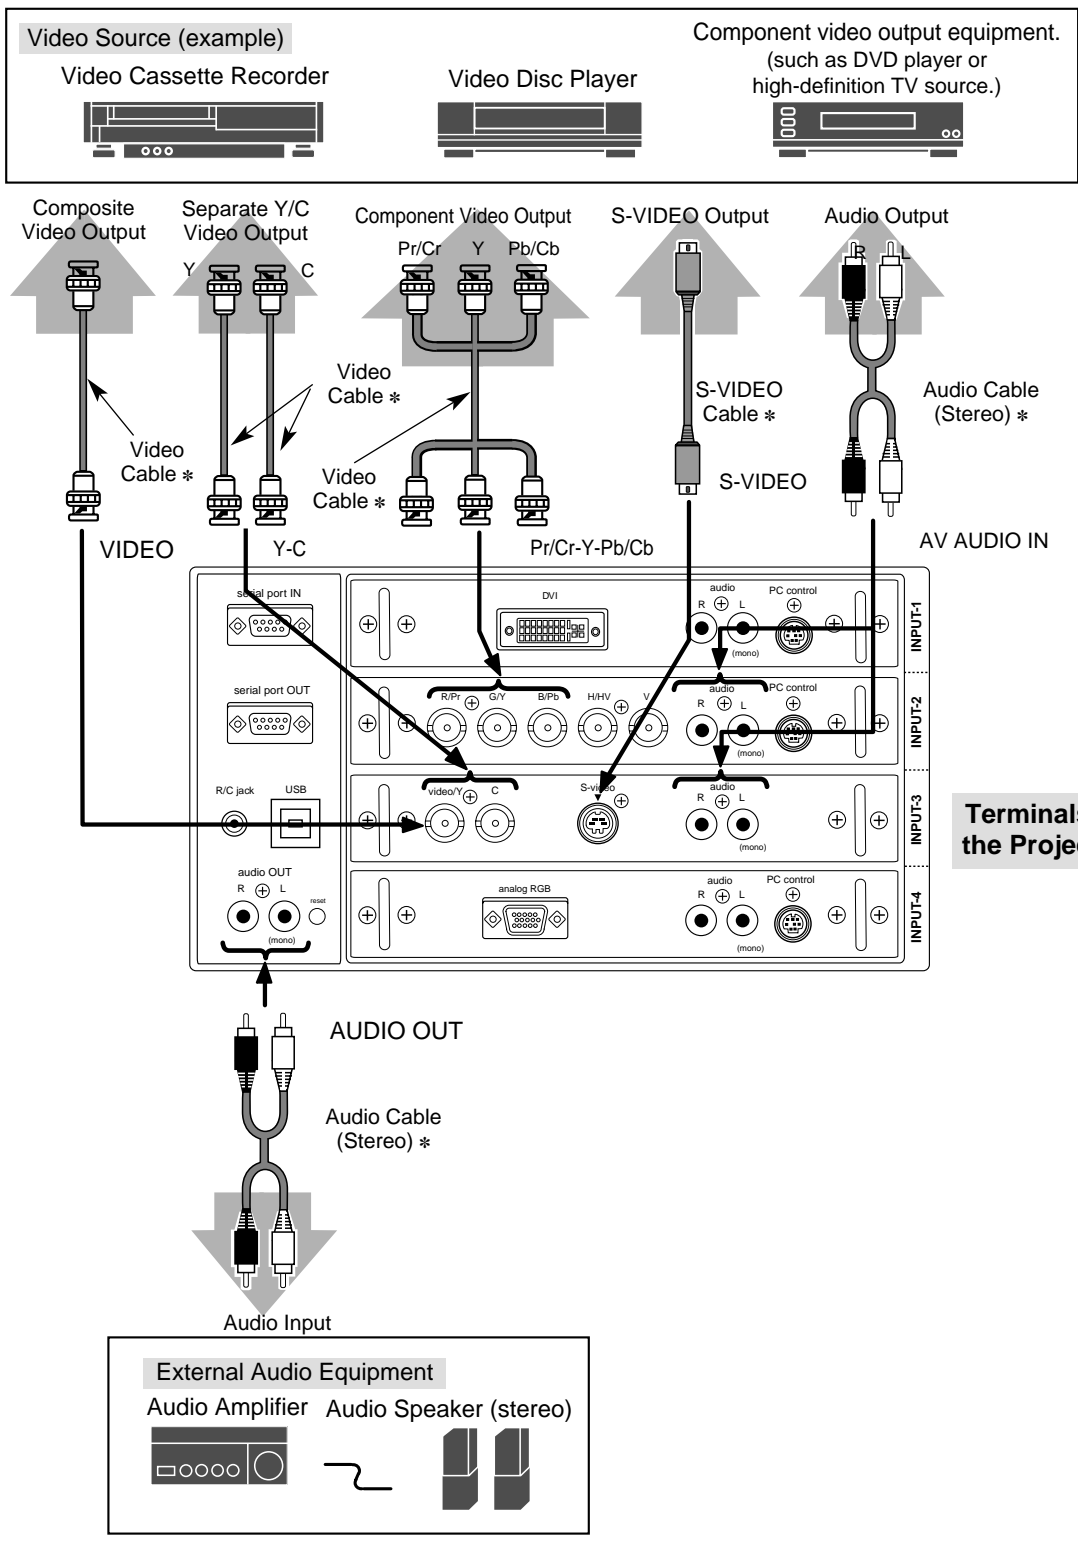 Video Source (example)
Video Cassette Recorder
Video Disc Player
Component video output equipment.
(such as DVD player or
high-definition TV source.)
Composite
Video Output
Separate Y/C
Video Output
Y
C
Component Video Output
Pr/Cr
Y
Pb/Cb
S-VIDEO Output
Audio Output
R
L
Video
Cable *
Video
Cable *
Video
Cable *
S-VIDEO
Cable *
Audio Cable
(Stereo) *
S-VIDEO
VIDEO
Y-C
Pr/Cr-Y-Pb/Cb
AV AUDIO IN
serial port IN
DVI
audio
R
L
(mono)
PC control
INPUT-1
serial port OUT
R/Pr
G/Y
B/Pb
H/HV
V
audio
R
L
(mono)
PC control
INPUT-2
R/C jack
USB
video/Y
C
S-video
audio
R
L
(mono)
INPUT-3
audio OUT
R
L
(mono)
reset
analog RGB
audio
R
L
(mono)
PC control
INPUT-4
Terminals
the Proje
AUDIO OUT
Audio Cable
(Stereo) *
Audio Input
External Audio Equipment
Audio Amplifier
Audio Speaker (stereo)